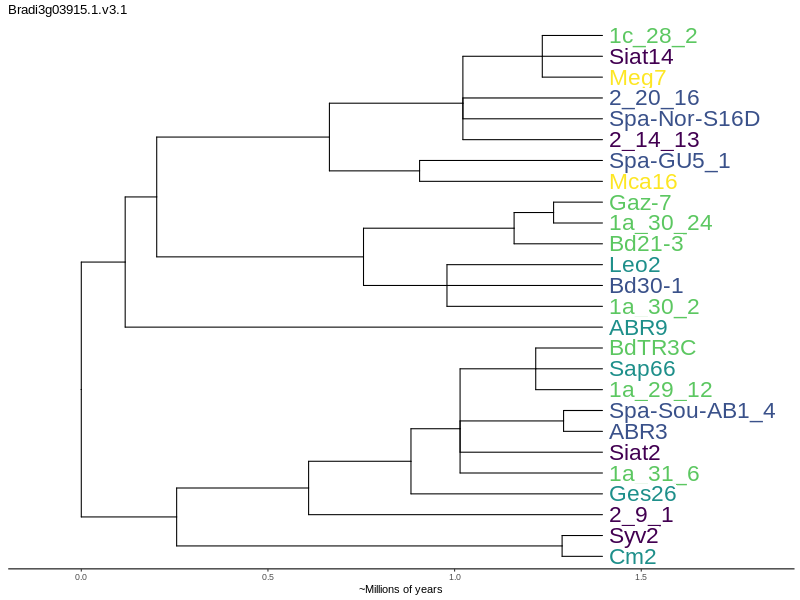 Bradi3g03915.1.v3.1
1c_28_2
Siat14
Meq7
2_20_16
Spa-Nor-S16D
2_14_13
Spa-GU5_1
Mca16
Gaz-7
1a_30_24
Bd21-3
Leo2
Bd30-1
1a_30_2
ABR9
BdTR3C
Sap66
1a_29_12
Spa-Sou-AB1_4
ABR3
Siat2
1a_31_6
Ges26
2_9_1
Syv2
Cm2
0.0 0.5 1.0 1.5
~Millions of years